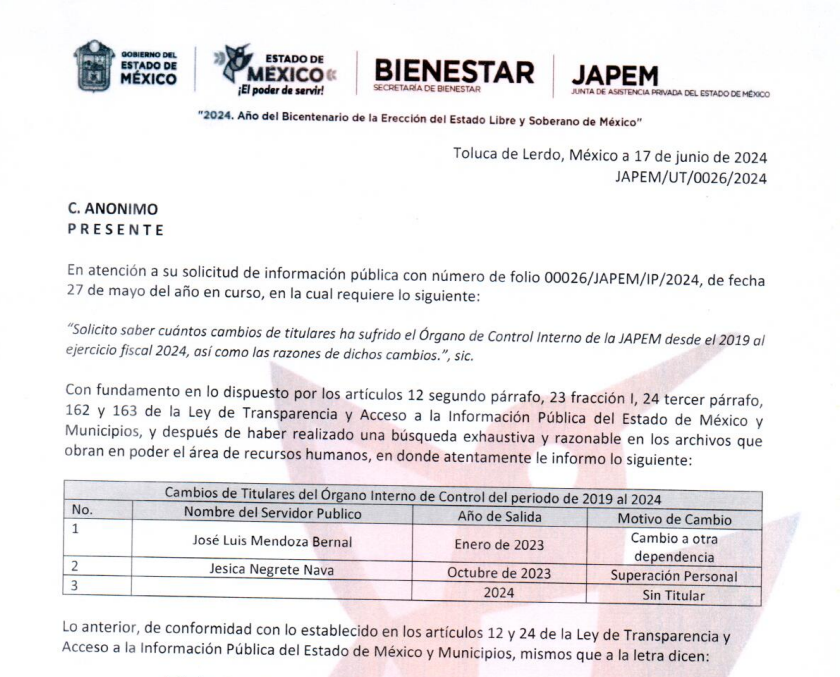 GOBIERNO DEL
ESTADO DE
MÉXICO
ESTADO DE
MÉXICO
¡El poder de servir!
BIENESTAR
SECRETARÍA DE BIENESTAR
JAPEM
JUNTA DE ASISTENCIA PRIVADA DEL ESTADO DE MÉXICO
"2024. Año del Bicentenario de la Erección del Estado Libre y Soberano de México"
Toluca de Lerdo, México a 17 de junio de 2024
JAPEM/UT/0026/2024
C. ANONIMO
P R E S E N T E
En atención a su solicitud de información pública con número de folio 00026/JAPEM/IP/2024, de fecha
27 de mayo del año en curso, en la cual requiere lo siguiente:
"Solicito saber cuántos cambios de titulares ha sufrido el Órgano de Control Interno de la JAPEM desde el 2019 al
ejercicio fiscal 2024, así como las razones de dichos cambios.", sic.
Con fundamento en lo dispuesto por los artículos 12 segundo párrafo, 23 fracción I, 24 tercer párrafo,
162 y 163 de la Ley de Transparencia y Acceso a la Información Pública del Estado de México y
Municipios, y después de haber realizado una búsqueda exhaustiva y razonable en los archivos que
obran en poder el área de recursos humanos, en donde atentamente le informo lo siguiente:
Cambios de Titulares del Órgano Interno de Control del periodo de 2019 al 2024
No. Nombre del Servidor Publico Año de Salida Motivo de Cambio
1 José Luis Mendoza Bernal Enero de 2023 Cambio a otra
dependencia
2 Jesica Negrete Nava Octubre de 2023 Superación Personal
3 2024 Sin Titular
Lo anterior, de conformidad con lo establecido en los artículos 12 y 24 de la Ley de Transparencia y
Acceso a la Información Pública del Estado de México y Municipios, mismos que a la letra dicen: